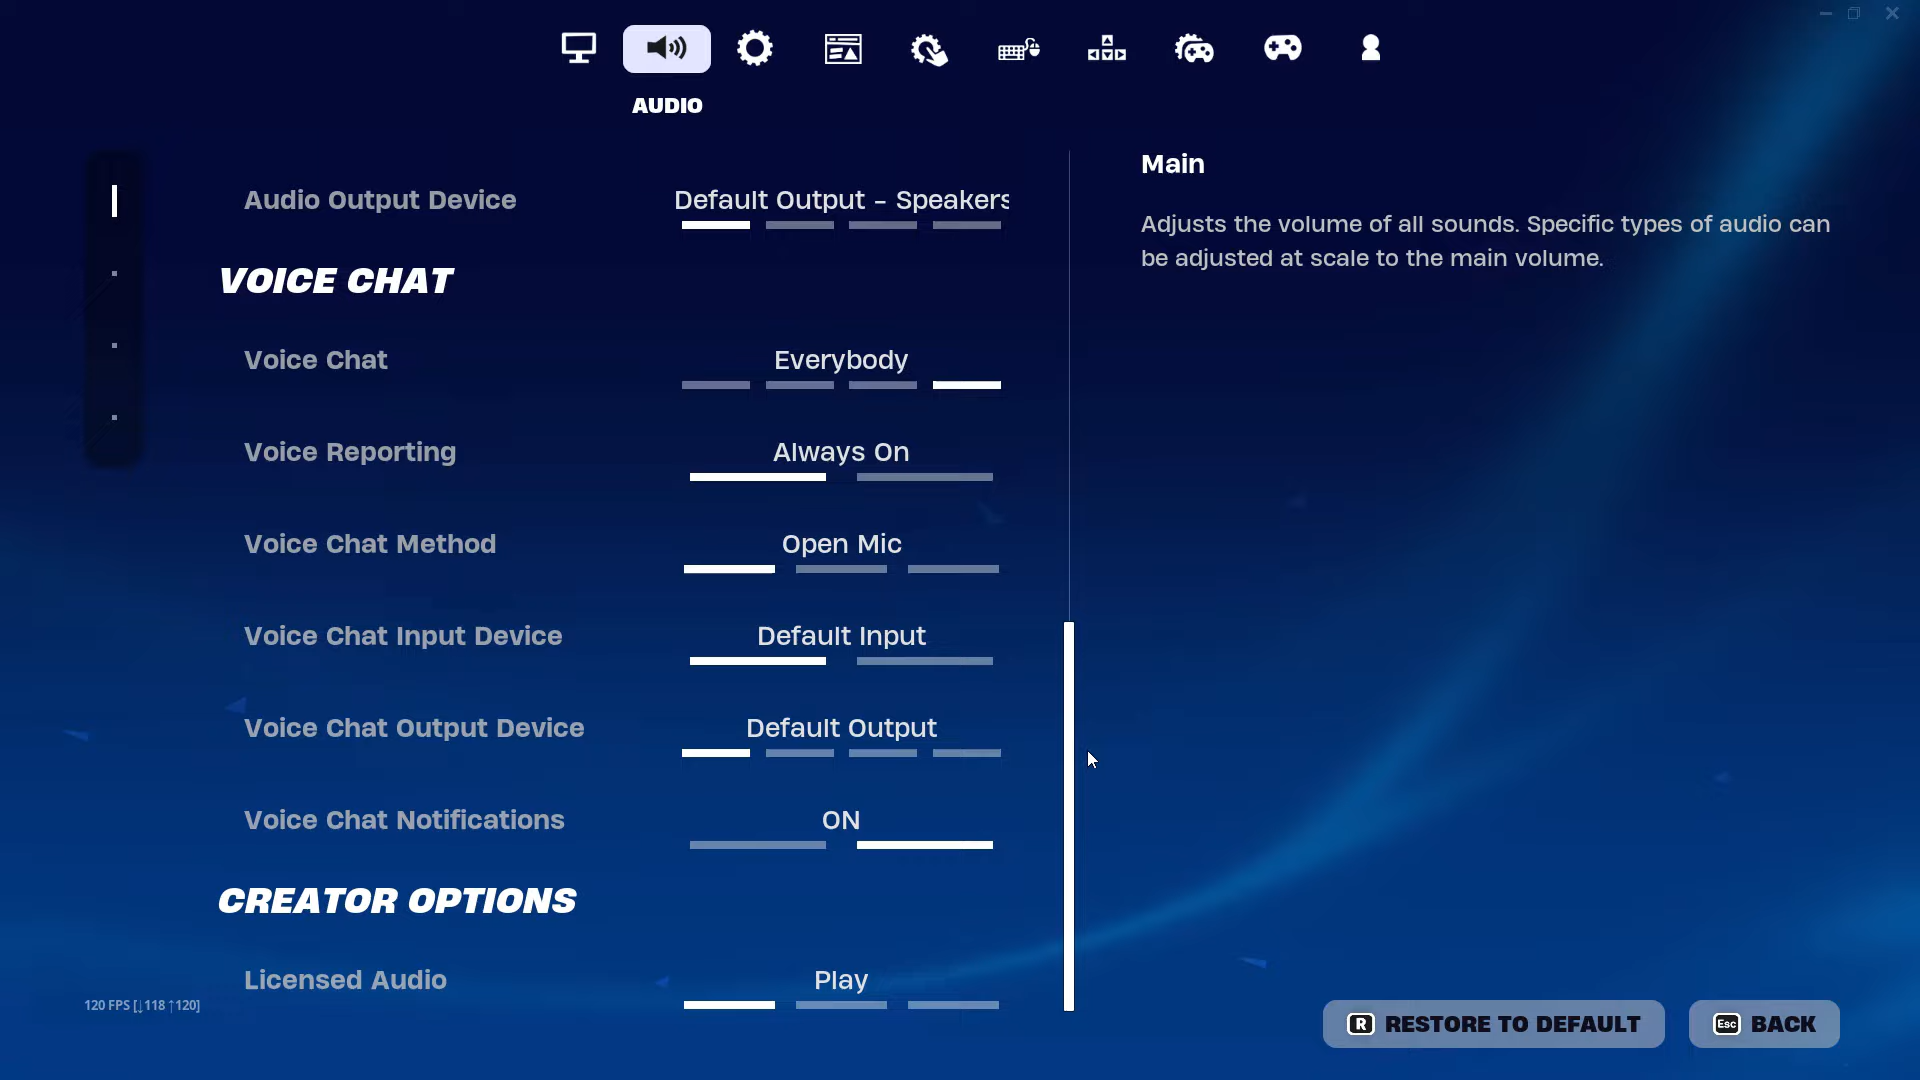 AUDIO
Audio Output Device
Default Output - Speakers
VOICE CHAT
Voice Chat
Everybody
Voice Reporting
Always On
Voice Chat Method
Open Mic
Voice Chat Input Device
Default Input
Voice Chat Output Device
Default Output
Voice Chat Notifications
ON
CREATOR OPTIONS
Licensed Audio
Play
Main
Adjusts the volume of all sounds. Specific types of audio can
be adjusted at scale to the main volume.
120 FPS [↓118 ↑120]
R RESTORE TO DEFAULT
Esc BACK